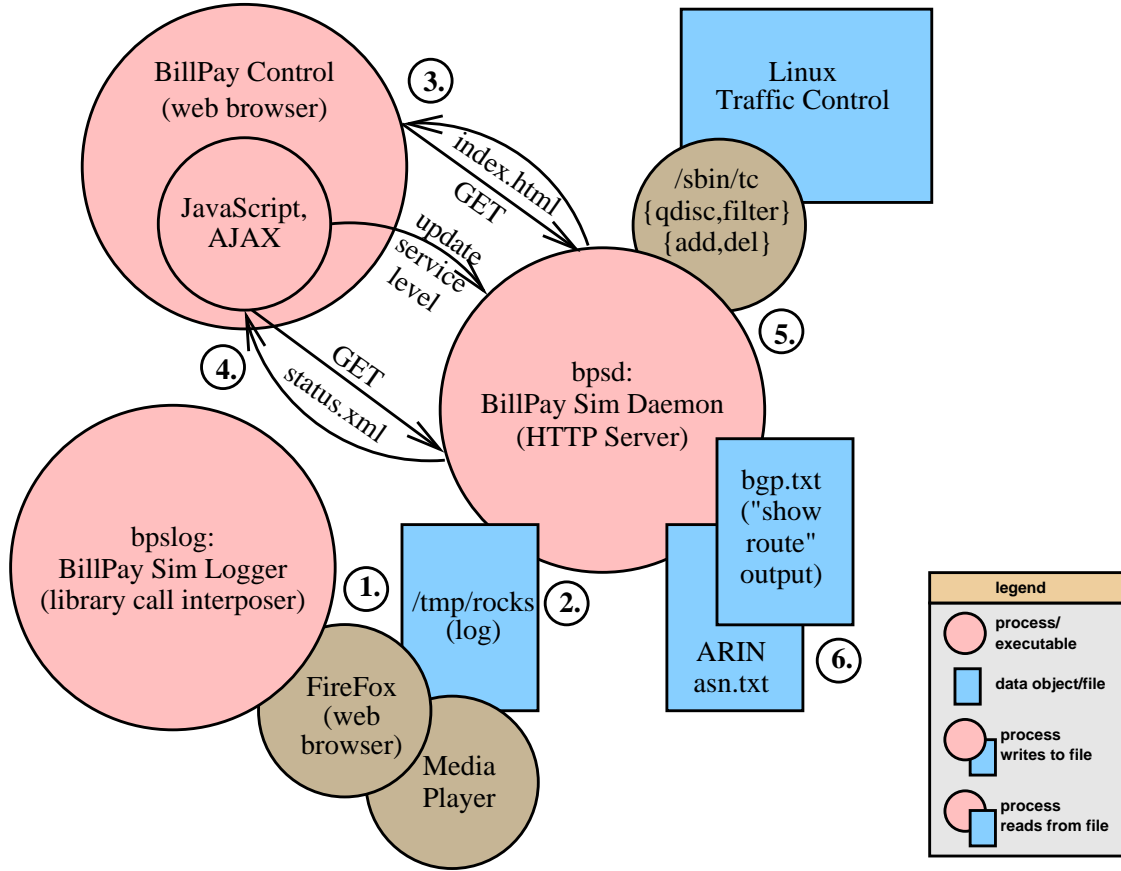 BillPay Control
(web browser)
3.
JavaScript,
AJAX
index.html
GET
update
service
level
Linux
Traffic Control
/sbin/tc
{qdisc,filter}
{add,del}
5.
4.
GET
status.xml
bpsd:
BillPay Sim Daemon
(HTTP Server)
bgp.txt
("show
route"
output)
bpslog:
BillPay Sim Logger
(library call interposer)
1.
/tmp/rocks
(log)
2.
ARIN
asn.txt
6.
FireFox
(web
browser)
Media
Player
legend
process/
executable
data object/file
process
writes to file
process
reads from file